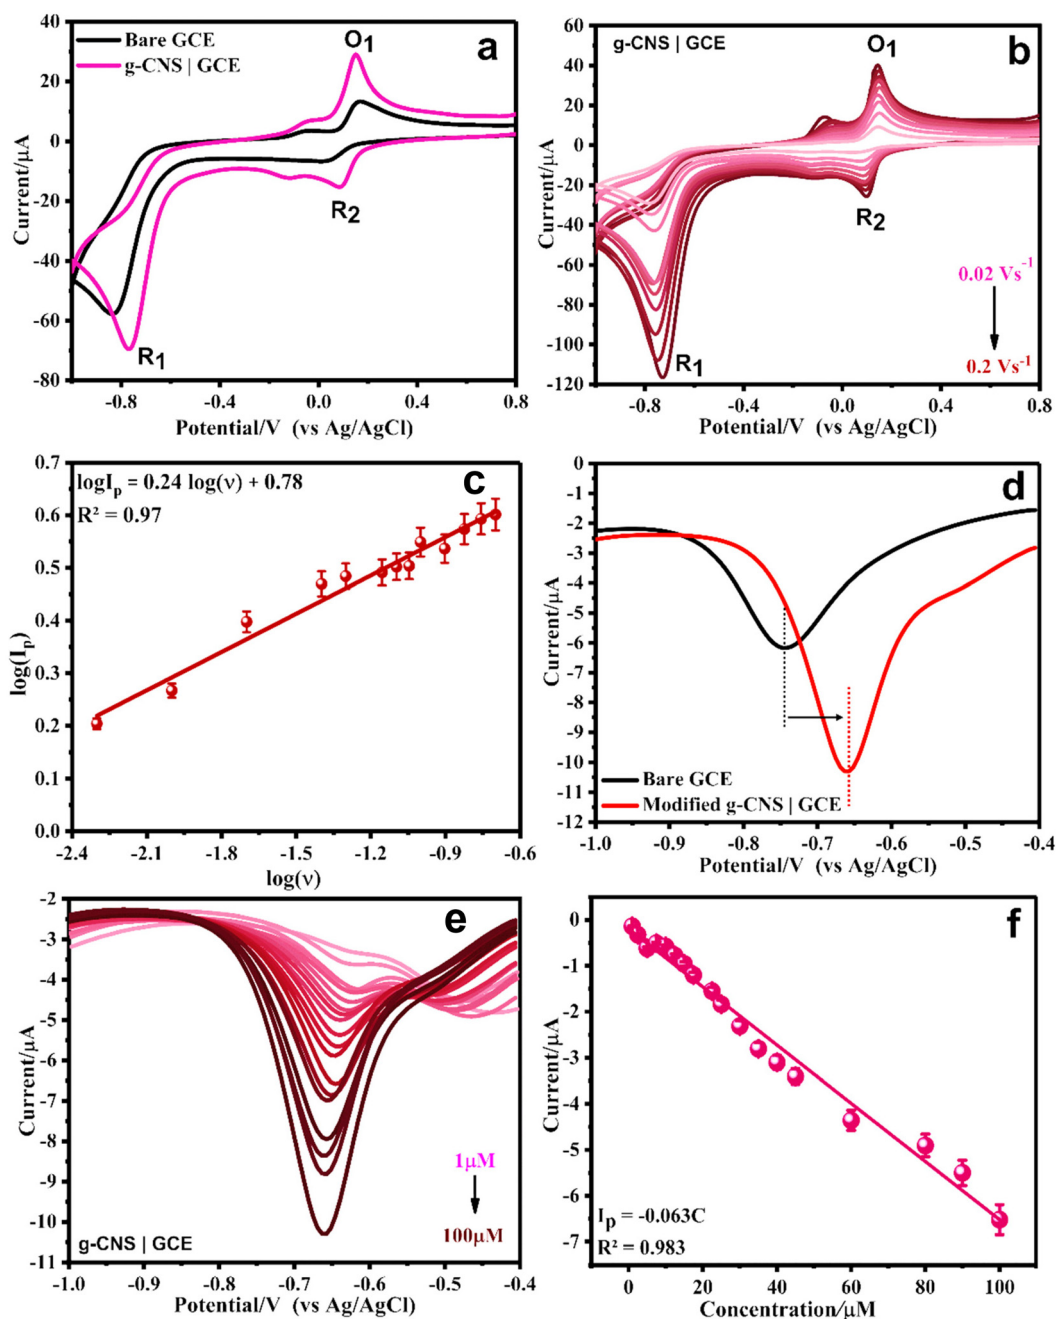 a
Bare GCE
g-CNS | GCE
O1
R1
R2
40
20
0
-20
-40
-60
-80
Current/µA
-0.8
-0.4
0.0
0.4
0.8
Potential/V (vs Ag/AgCl)
b
g-CNS | GCE
O1
R1
R2
0.02 Vs-1
0.2 Vs-1
-60
40
20
0
-20
-40
-60
-80
-100
-120
Current/µA
-0.8
-0.4
0.0
0.4
0.8
Potential/V (vs Ag/AgCl)
c
logIp = 0.24 log(ν) + 0.78
R² = 0.97
0.7
0.6
0.5
0.4
0.3
0.2
0.1
0.0
log(Ip)
-2.4
-2.1
-1.8
-1.5
-1.2
-0.9
-0.6
log(ν)
d
0
-1
-2
-3
-4
-5
-6
-7
-8
-9
-10
-11
-12
Current/µA
Bare GCE
Modified g-CNS | GCE
-1.0
-0.9
-0.8
-0.7
-0.6
-0.5
-0.4
Potential/V (vs Ag/AgCl)
e
-2
-3
-4
-5
-6
-7
-8
-9
-10
-11
Current/µA
1µM
100µM
g-CNS | GCE
-1.0
-0.9
-0.8
-0.7
-0.6
-0.5
-0.4
Potential/V (vs Ag/AgCl)
f
0
-1
-2
-3
-4
-5
-6
-7
Current/µA
Ip = -0.063C
R² = 0.983
0
20
40
60
80
100
Concentration/µM